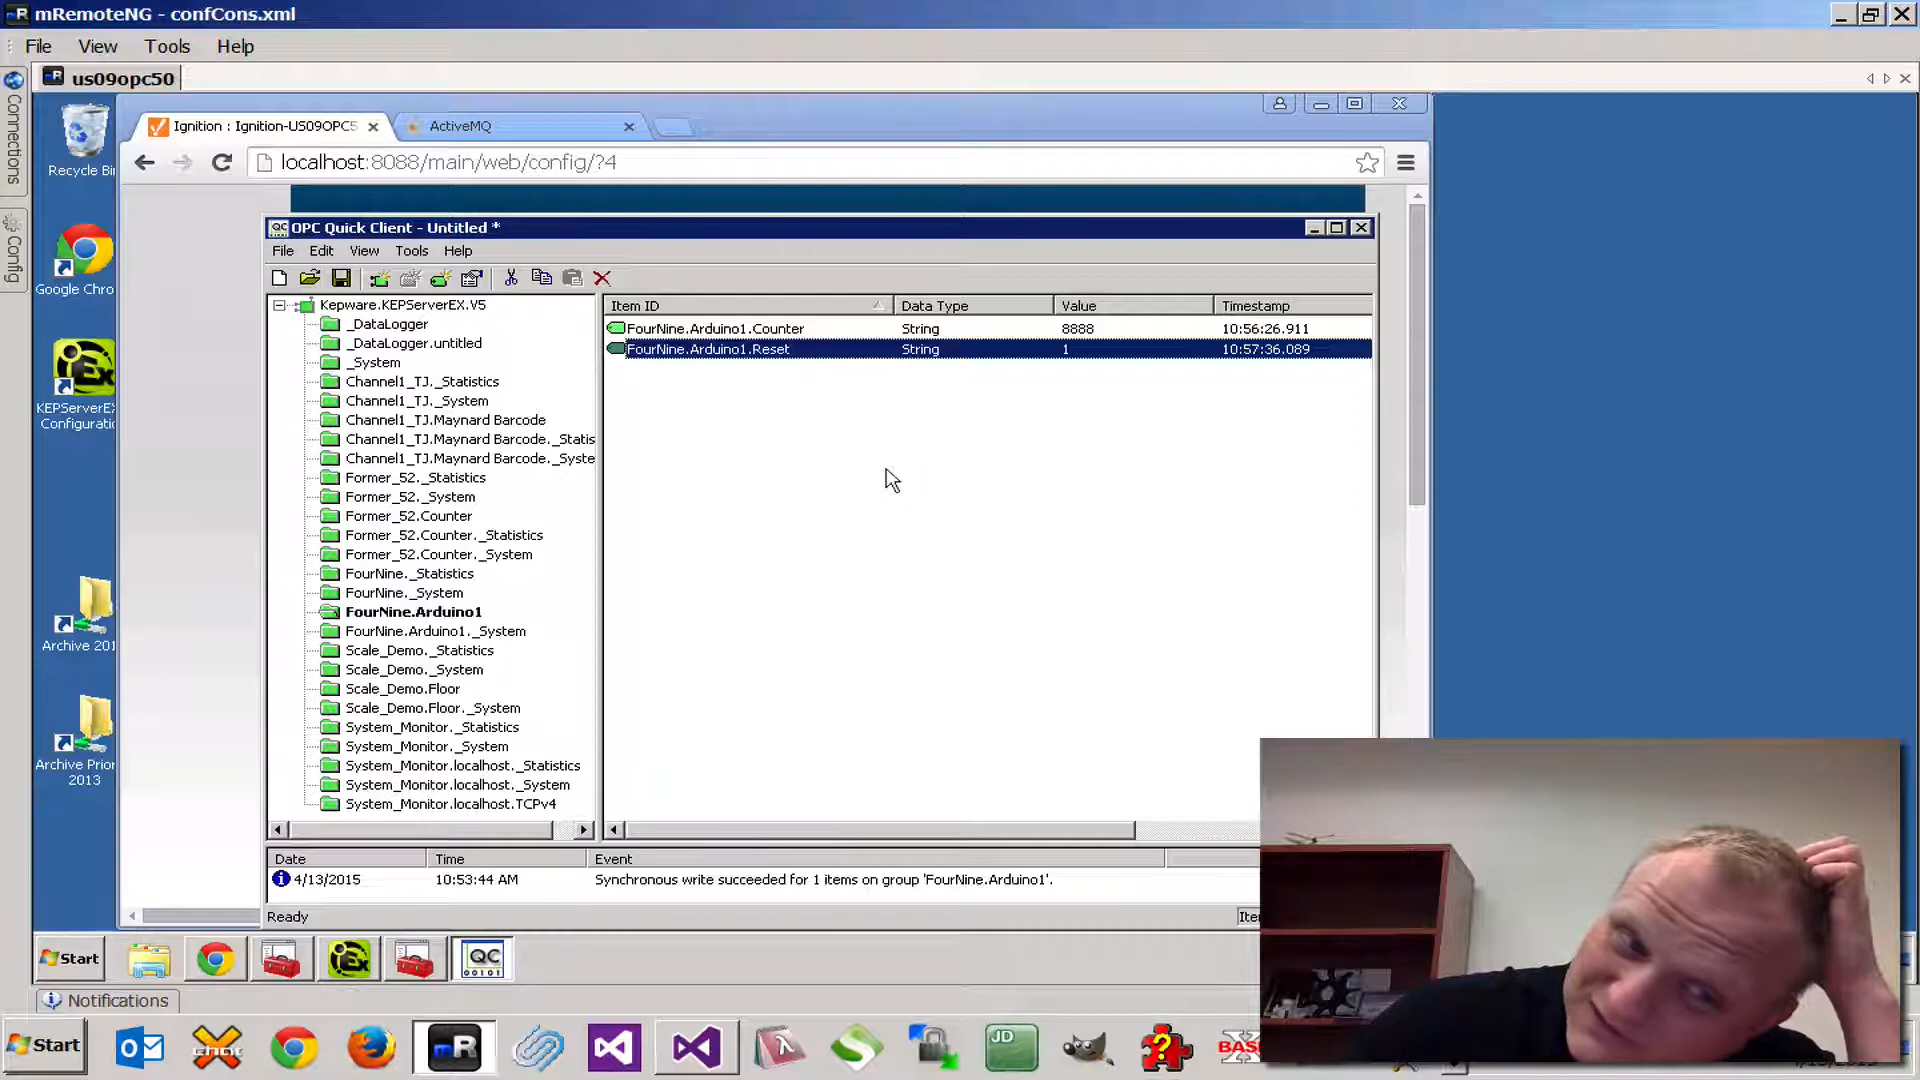 mRemoteNG - confCons.xml
File View Tools Help
us09opc50
Connections
Config
Recycle Bin
Google Chro
KEPServerEX
Configuratic
Archive 201
Archive Prior
2013
Ignition : Ignition-US09OPC5
ActiveMQ
localhost:8088/main/web/config/?4
OPC Quick Client - Untitled *
File Edit View Tools Help
Kepware.KEPServerEX.V5
_DataLogger
_DataLogger.untitled
_System
Channel1_TJ._Statistics
Channel1_TJ._System
Channel1_TJ.Maynard Barcode
Channel1_TJ.Maynard Barcode._Statis
Channel1_TJ.Maynard Barcode._Syste
Former_52._Statistics
Former_52._System
Former_52.Counter
Former_52.Counter._Statistics
Former_52.Counter._System
FourNine._Statistics
FourNine._System
FourNine.Arduino1
FourNine.Arduino1._System
Scale_Demo._Statistics
Scale_Demo._System
Scale_Demo.Floor
Scale_Demo.Floor._System
System_Monitor._Statistics
System_Monitor._System
System_Monitor.localhost._Statistics
System_Monitor.localhost._System
System_Monitor.localhost.TCPv4
Item ID Data Type Value Timestamp
FourNine.Arduino1.Counter String 8888 10:56:26.911
FourNine.Arduino1.Reset String 1 10:57:36.089
Date Time Event
4/13/2015 10:53:44 AM Synchronous write succeeded for 1 items on group 'FourNine.Arduino1'.
Ready
Start
QC
Notifications
Start
mR
JD
BAS